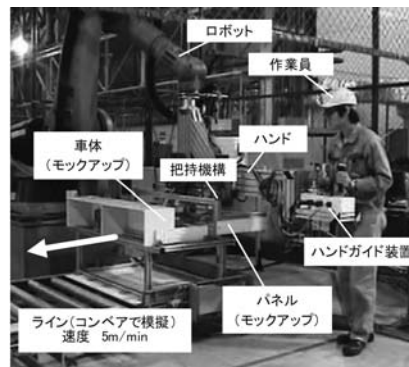 ロボット
作業員
車体
(モックアップ)
ハンド
把持機構
ハンドガイド装置
パネル
(モックアップ)
ライン(コンベアで模擬)
速度 5m/min